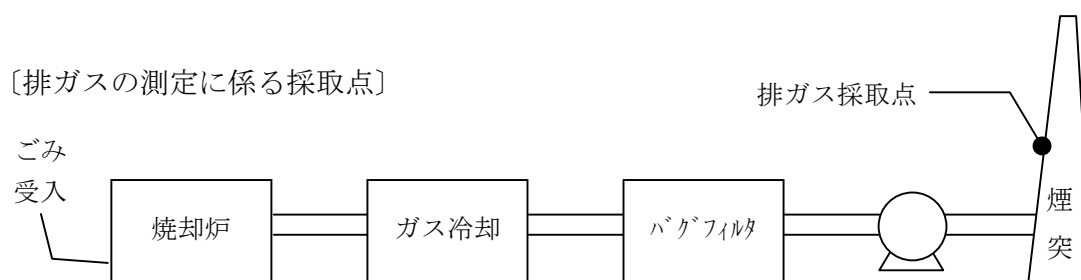 〔排ガスの測定に係る採取点〕
排ガス採取点
ごみ
受入
焼却炉
ガス冷却
ﾊﾞｸﾞﾌｨﾙﾀ
煙
突